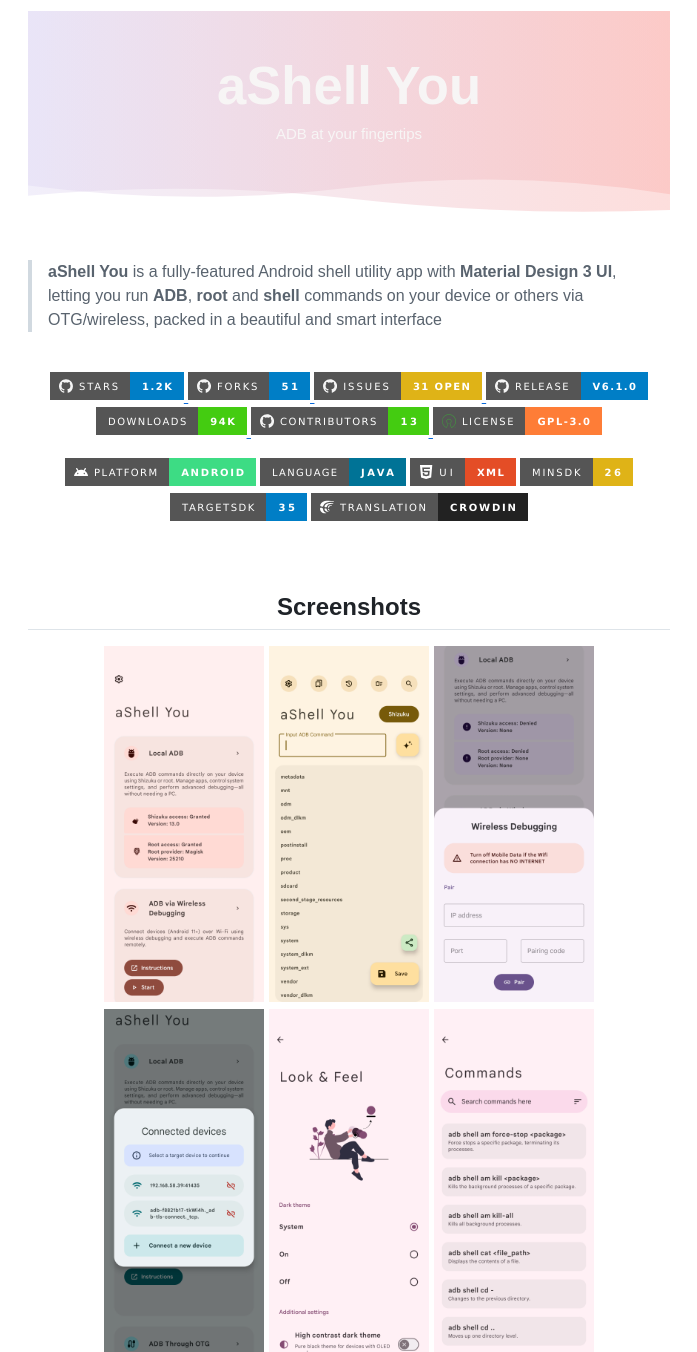 aShell You
ADB at your fingertips
aShell You is a fully-featured Android shell utility app with Material Design 3 UI,
letting you run ADB, root and shell commands on your device or others via
OTG/wireless, packed in a beautiful and smart interface
STARS 1.2K FORKS 51 ISSUES 31 OPEN RELEASE V6.1.0
DOWNLOADS 94K CONTRIBUTORS 13 LICENSE GPL-3.0
PLATFORM ANDROID LANGUAGE JAVA UI XML MINSDK 26
TARGETSDK 35 TRANSLATION CROWDIN
Screenshots
aShell You
Local ADB
Execute ADB commands directly on your device
using Shizuku or root. Manage apps, control system
settings, and perform advanced debugging—all
without needing a PC.
Shizuku access: Granted
Version: 13.0
Root access: Granted
Root provider: Magisk
Version: 28210
ADB via Wireless
Debugging
Connect devices (Android 11+) over Wi-Fi using
wireless debugging and execute ADB commands
remotely.
Instructions
Start
aShell You
Shizuku
Input ADB Command
metadata
mnt
odm
odm_dlkm
oem
postinstall
proc
product
sdcard
second_stage_resources
storage
sys
system
system_dlkm
system_ext
vendor
vendor_dlkm
Save
Local ADB
Execute ADB commands directly on your device
using Shizuku or root. Manage apps, control system
settings, and perform advanced debugging—all
without needing a PC.
Shizuku access: Denied
Version: None
Root access: Denied
Root provider: None
Version: None
Wireless Debugging
Turn off Mobile Data if the Wifi
connection has NO INTERNET
Pair
IP address
Port
Pairing code
Pair
aShell You
Local ADB
Execute ADB commands directly on your device
using Shizuku or root. Manage apps, control system
settings, and perform advanced debugging—all
without needing a PC.
Connected devices
Select a target device to continue
192.168.58.39:41435
b-tls-connect._tcp.
Connect a new device
Instructions
ADB Through OTG
Look & Feel
Dark theme
System
On
Off
Additional settings
High contrast dark theme
Pure black theme for devices with OLED
Commands
Search commands here
adb shell am force-stop <package>
Force stops a specific package, terminating its
processes.
adb shell am kill <package>
Kills the background processes of a specific package.
adb shell am kill-all
Kills all background processes.
adb shell cat <file_path>
Displays the contents of a file.
adb shell cd -
Changes to the previous directory.
adb shell cd ..
Moves up one directory level.